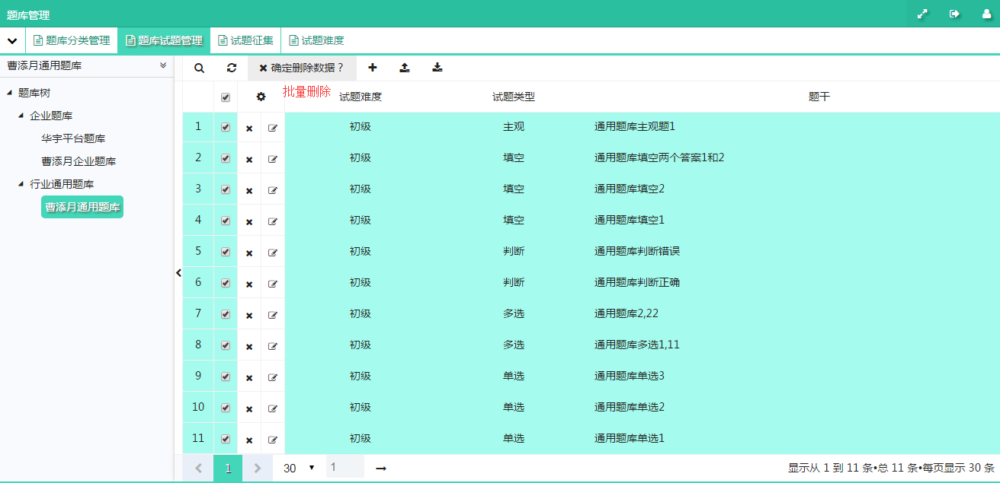 题库管理
题库分类管理 题库试题管理 试题征集 试题难度
曹添月通用题库
确定删除数据？
题库树
企业题库
华宇平台题库
曹添月企业题库
行业通用题库
曹添月通用题库
批量删除
试题难度 试题类型 题干
1 初级 主观 通用题库主观题1
2 初级 填空 通用题库填空两个答案1和2
3 初级 填空 通用题库填空2
4 初级 填空 通用题库填空1
5 初级 判断 通用题库判断错误
6 初级 判断 通用题库判断正确
7 初级 多选 通用题库2,22
8 初级 多选 通用题库多选1,11
9 初级 单选 通用题库单选3
10 初级 单选 通用题库单选2
11 初级 单选 通用题库单选1
1 30 1 显示从 1 到 11 条•总 11 条•每页显示 30 条